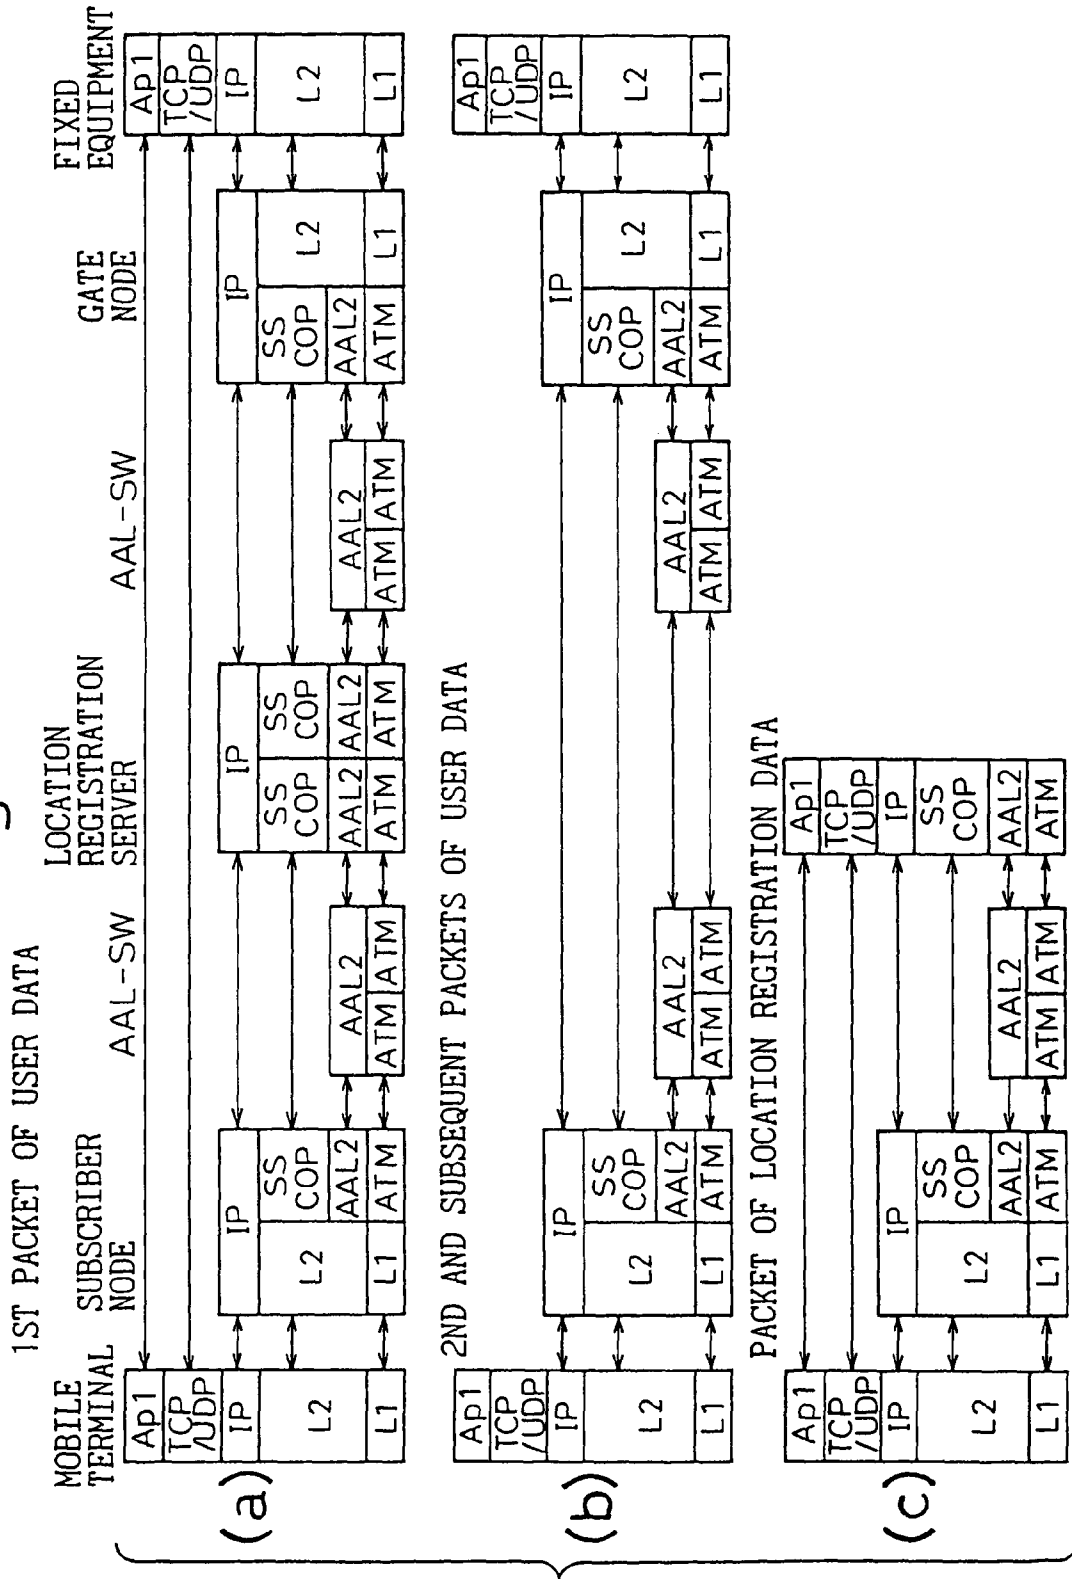 1ST PACKET OF USER DATA
MOBILE
TERMINAL
SUBSCRIBER
NODE
AAL-SW
LOCATION
REGISTRATION
SERVER
AAL-SW
GATE
NODE
FIXED
EQUIPMENT
(a)
Ap1
TCP
/UDP
IP
L2
L1
IP
L2
SS
COP
AAL2
L1
ATM
AAL2
ATM
ATM
IP
SS
COP
SS
COP
AAL2
AAL2
ATM
ATM
AAL2
ATM
ATM
IP
SS
COP
L2
AAL2
ATM
L1
Ap1
TCP
/UDP
IP
L2
L1
2ND AND SUBSEQUENT PACKETS OF USER DATA
(b)
Ap1
TCP
/UDP
IP
L2
L1
IP
L2
SS
COP
AAL2
L1
ATM
AAL2
ATM
ATM
AAL2
ATM
ATM
IP
SS
COP
L2
AAL2
ATM
L1
Ap1
TCP
/UDP
IP
L2
L1
PACKET OF LOCATION REGISTRATION DATA
(c)
Ap1
TCP
/UDP
IP
L2
L1
IP
L2
SS
COP
AAL2
L1
ATM
AAL2
ATM
ATM
Ap1
TCP
/UDP
IP
SS
COP
AAL2
ATM